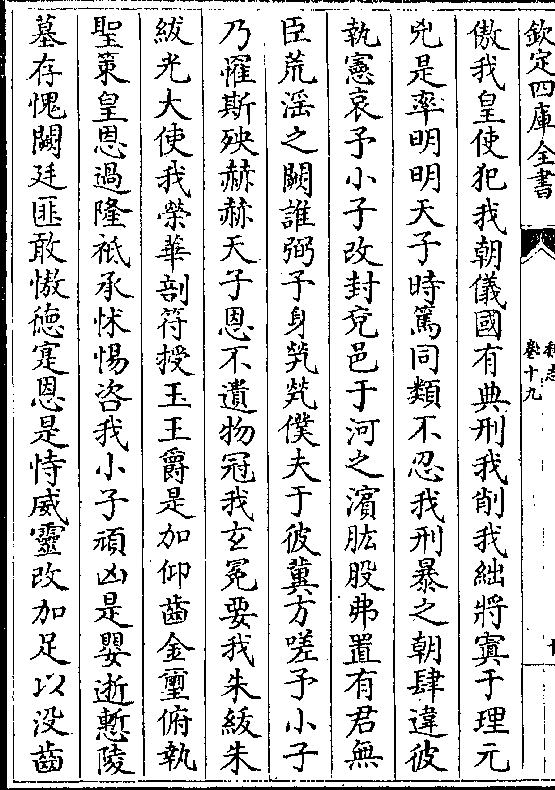 欽定四庫全書
卷十九
傲我皇使犯我朝儀國有典刑我削我絀將寘于理元
兇是率明明天子時篤同類不忍我刑暴之朝肆違彼
執憲哀予小子改封兗邑于河之濱肱股弗置有君無
臣荒淫之闕誰弼予身煢煢僕夫于彼冀方嗟予小子
乃罹斯殃赫赫天子恩不遺物冠我玄冕要我朱紱朱
紱光大使我榮華剖符授玉王爵是加仰齒金璽俯執
聖䇿皇恩過隆祗承怵惕咨我小子頑凶是嬰逝慙陵
墓存愧闕廷匪敢慠德寔恩是恃威靈改加足以没齒